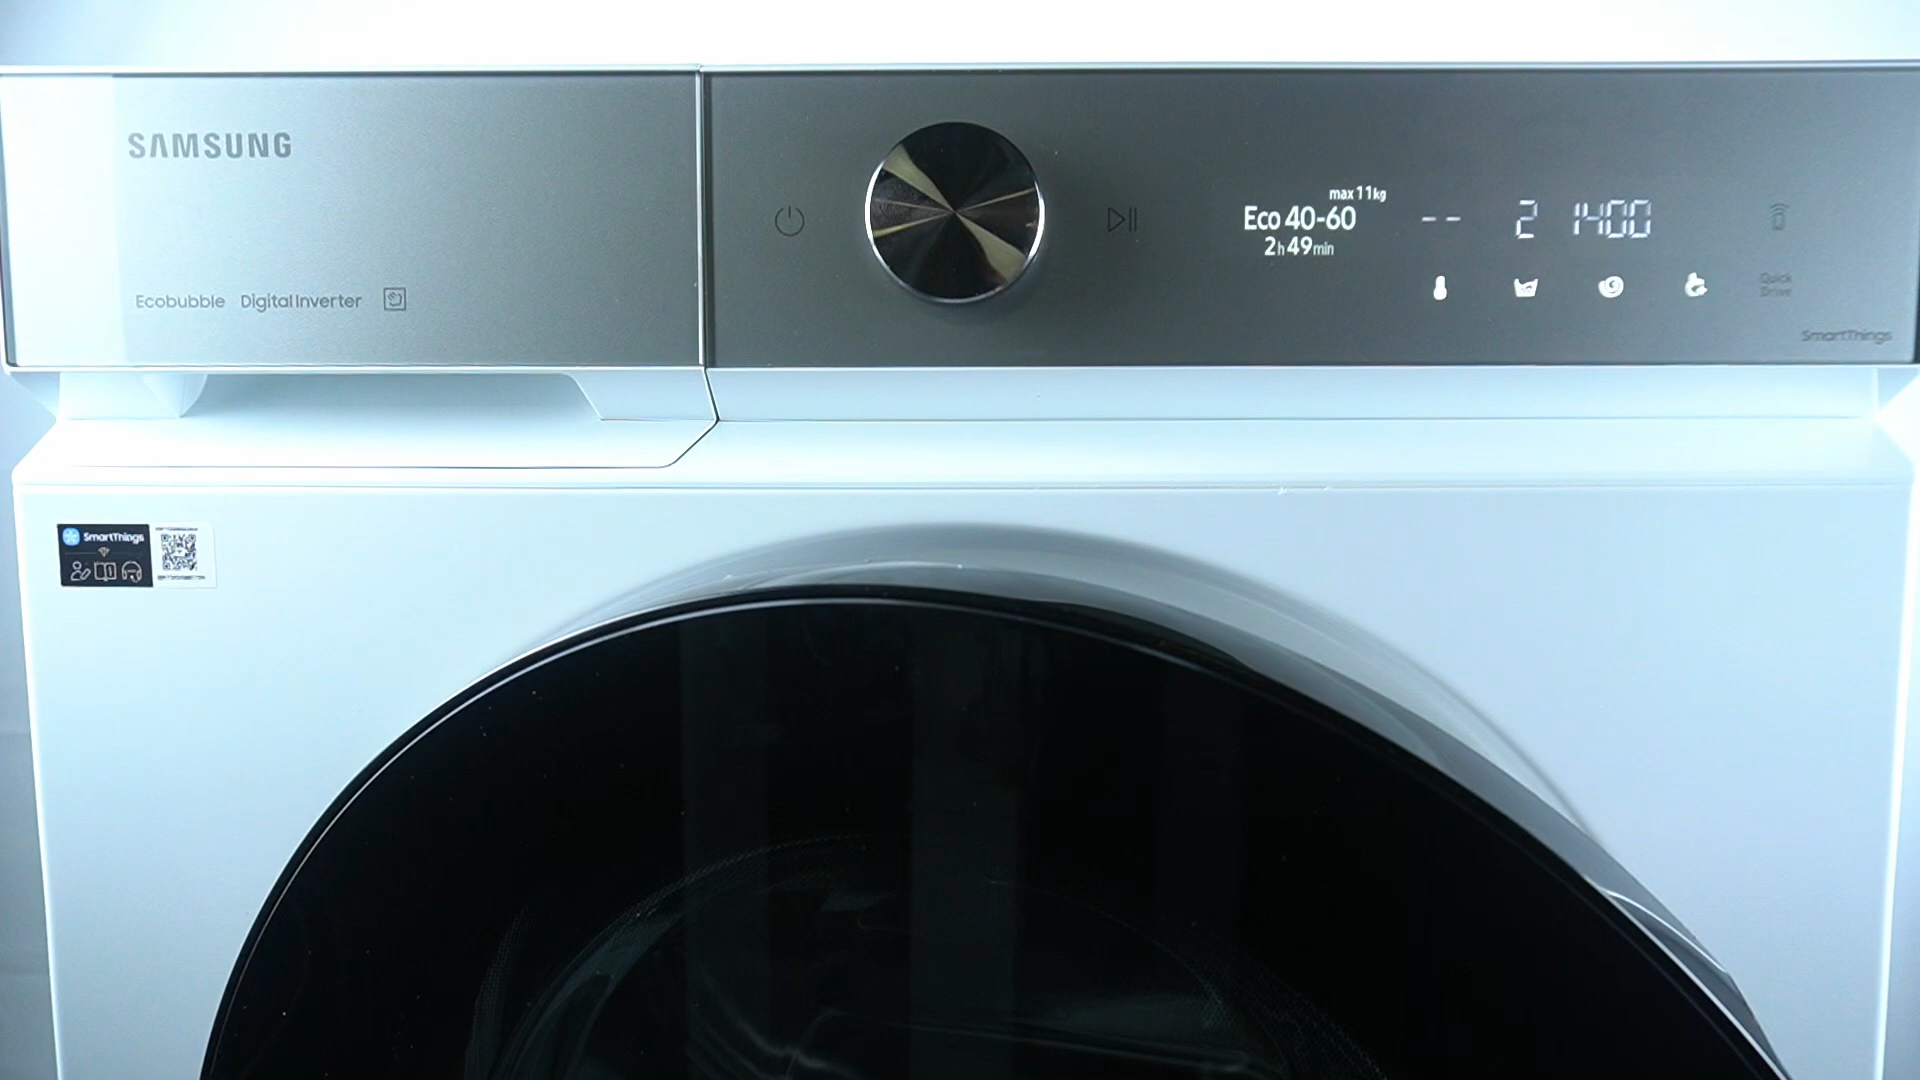 SAMSUNG
Ecobubble Digital Inverter
max 11kg
Eco 40-60
2h 49min
-- 2 1400
Quick
Drive
SmartThings
SmartThings